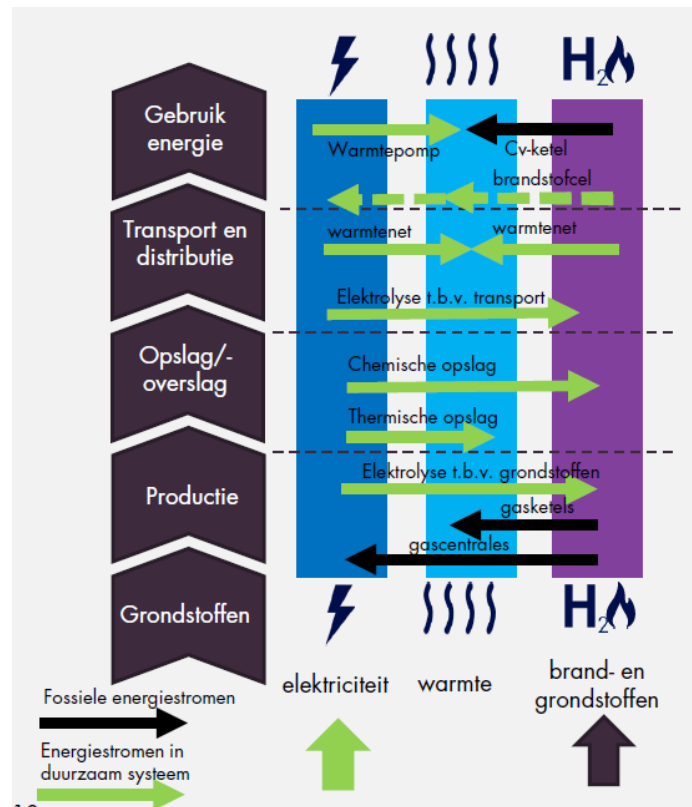 H₂
Gebruik
energie
Warmtepomp
Cv-ketel
brandstofcel
Transport en
distributie
warmtenet
warmtenet
Elektrolyse t.b.v. transport
Opslag/-
overslag
Chemische opslag
Thermische opslag
Productie
Elektrolyse t.b.v. grondstoffen
gasketels
gascentrales
Grondstoffen
H₂
elektriciteit
warmte
brand- en
grondstoffen
Fossiele energiestromen
Energiestromen in
duurzaam systeem